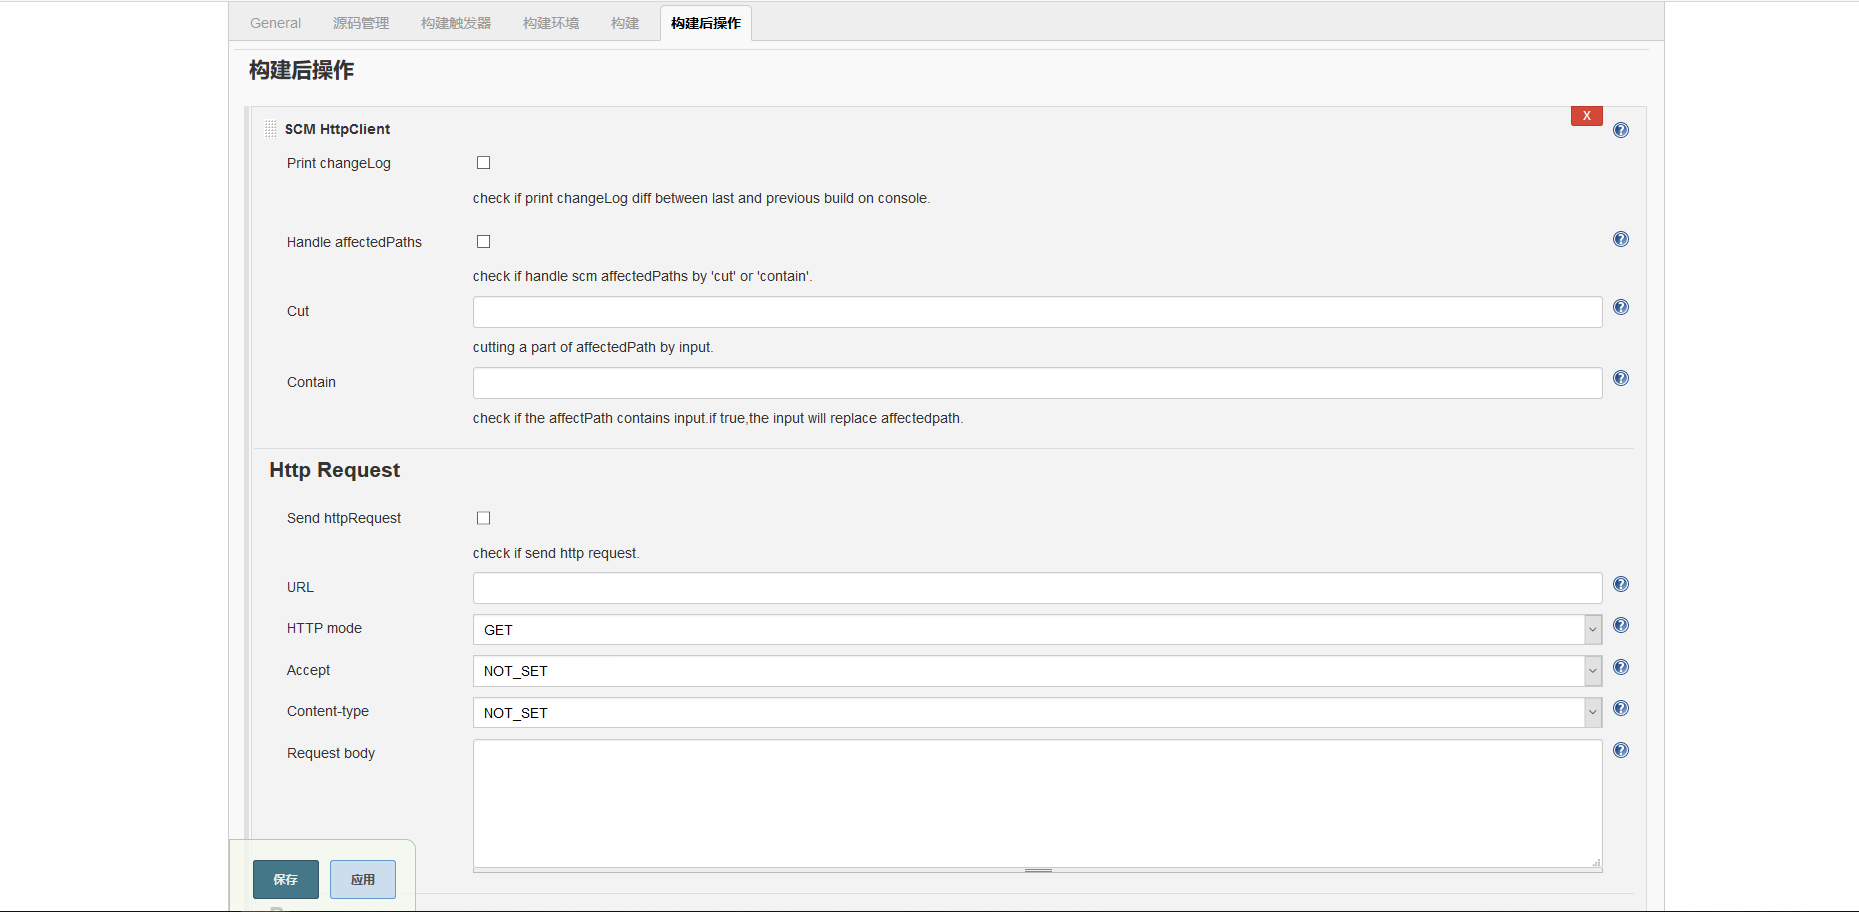 General 源码管理 构建触发器 构建环境 构建 构建后操作
构建后操作
X
SCM HttpClient
Print changeLog
check if print changeLog diff between last and previous build on console.
Handle affectedPaths
check if handle scm affectedPaths by 'cut' or 'contain'.
Cut
cutting a part of affectedPath by input.
Contain
check if the affectPath contains input.if true,the input will replace affectedpath.
Http Request
Send httpRequest
check if send http request.
URL
HTTP mode GET
Accept NOT_SET
Content-type NOT_SET
Request body
保存 应用